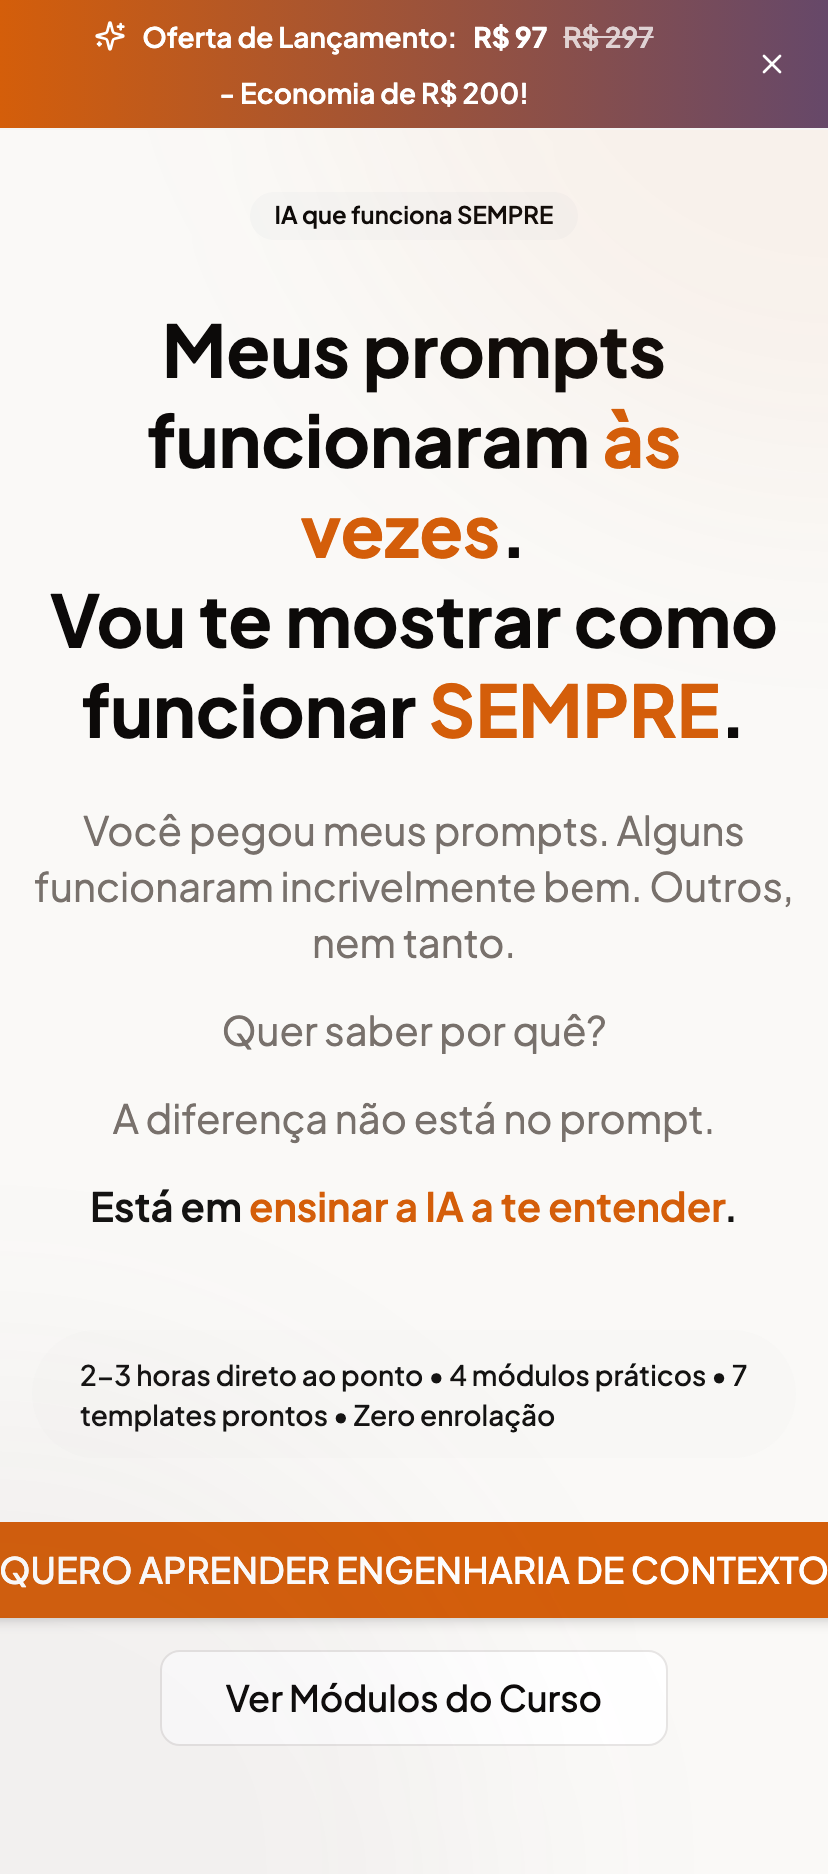 Oferta de Lançamento: R$ 97 R$ 297
- Economia de R$ 200!
IA que funciona SEMPRE
Meus prompts
funcionaram às
vezes.
Vou te mostrar como
funcionar SEMPRE.
Você pegou meus prompts. Alguns
funcionaram incrivelmente bem. Outros,
nem tanto.
Quer saber por quê?
A diferença não está no prompt.
Está em ensinar a IA a te entender.
2-3 horas direto ao ponto • 4 módulos práticos • 7
templates prontos • Zero enrolação
QUERO APRENDER ENGENHARIA DE CONTEXTO
Ver Módulos do Curso